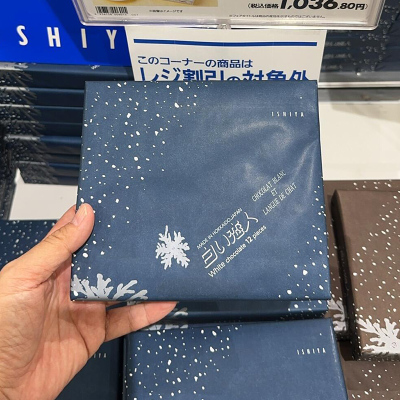 (税込価格 1,036.80円)
ISHIYA
このコーナーの商品は
レジ割引の対象外
ISHIYA
CHOCOLAT BLANC
ET
LANGUE DE CHAT
MADE IN HOKKAIDO, JAPAN
白い恋人
White chocolate 12 pieces
ISHIYA